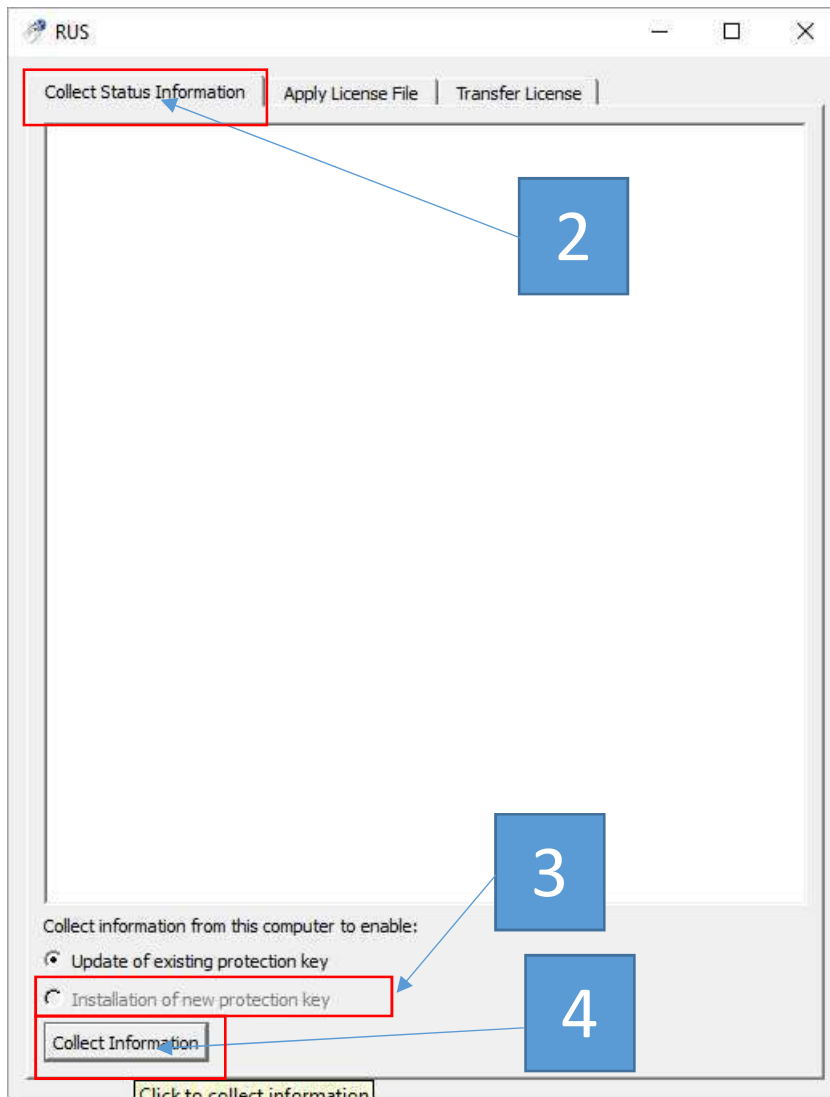 RUS
Collect Status Information
Apply License File
Transfer License
2
3
Collect information from this computer to enable:
Update of existing protection key
Installation of new protection key
4
Collect Information
Click to collect information